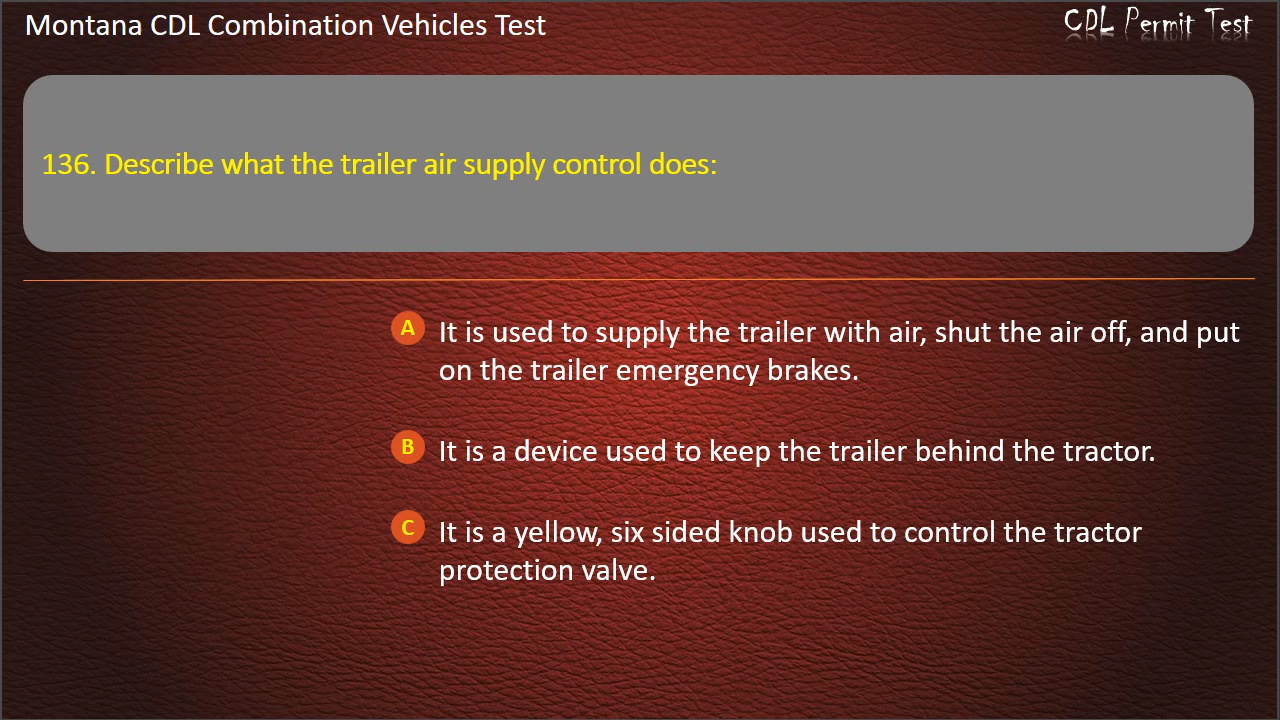 Montana CDL Combination Vehicles Test
CDL Permit Test
136. Describe what the trailer air supply control does:
A It is used to supply the trailer with air, shut the air off, and put
on the trailer emergency brakes.
B It is a device used to keep the trailer behind the tractor.
C It is a yellow, six sided knob used to control the tractor
protection valve.